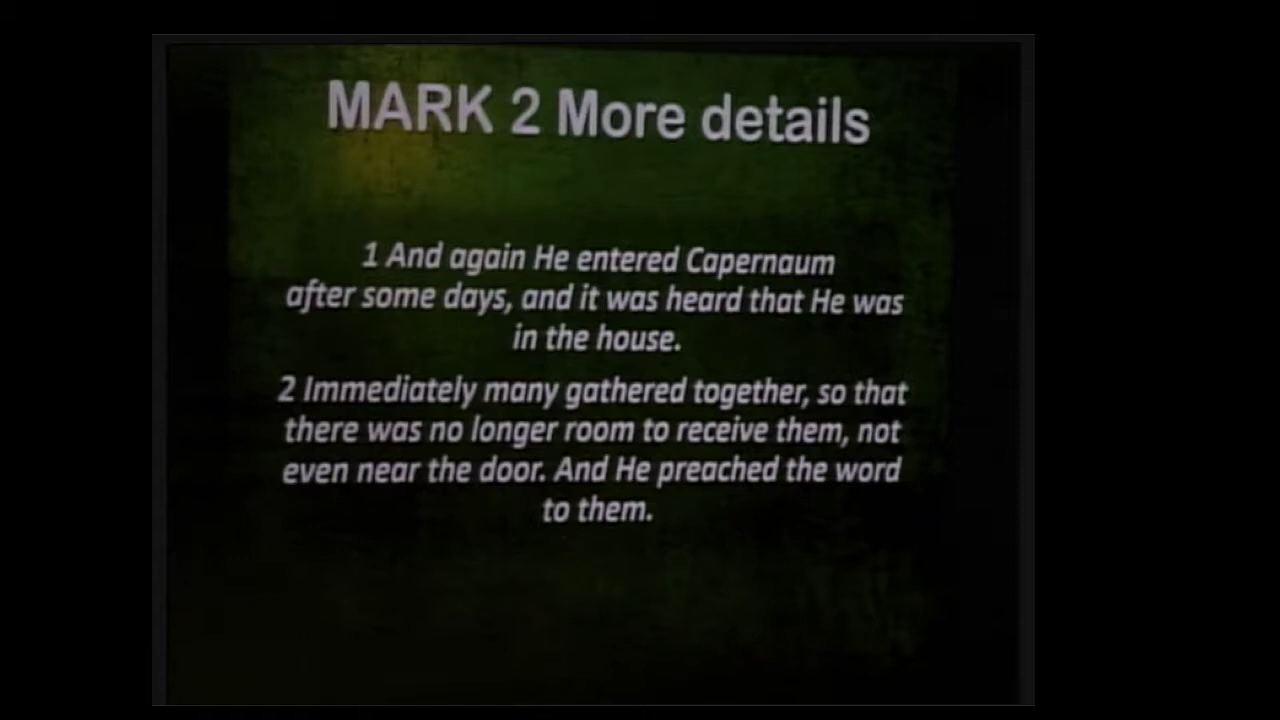 MARK 2 More details
1 And again He entered Capernaum
after some days, and it was heard that He was
in the house.
2 Immediately many gathered together, so that
there was no longer room to receive them, not
even near the door. And He preached the word
to them.